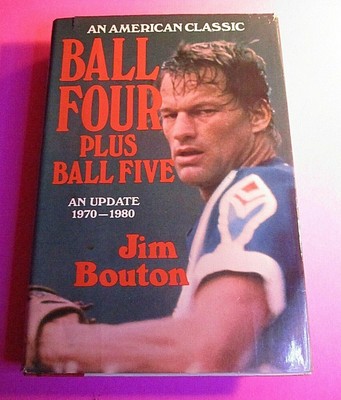 AN AMERICAN CLASSIC
BALL
FOUR
PLUS
BALL FIVE
AN UPDATE
1970—1980
Jim
Bouton